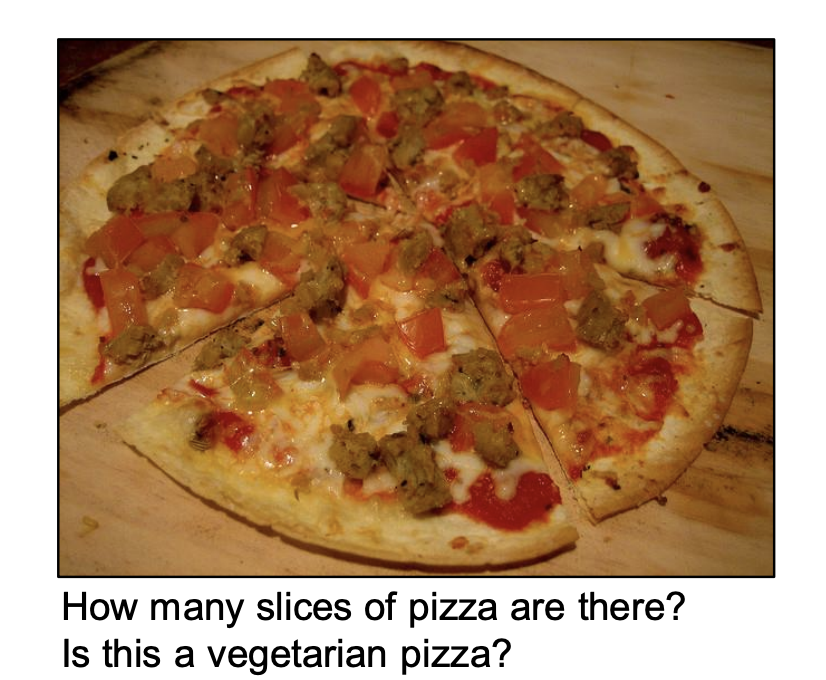 How many slices of pizza are there?
Is this a vegetarian pizza?